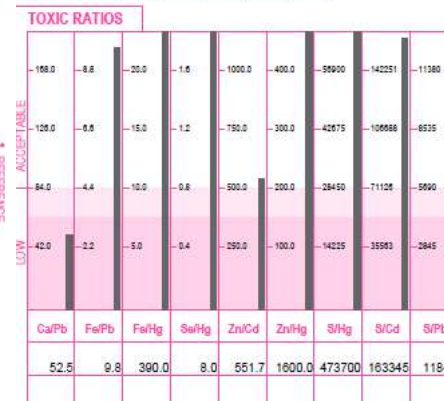 TOXIC RATIOS
168.0 8.8 20.0 1.6 1000.0 400.0 56900 142251 11380
126.0 6.6 15.0 1.2 750.0 300.0 42675 106688 8535
ACCEPTABLE
84.0 4.4 10.0 0.8 500.0 200.0 28450 71126 5690
42.0 2.2 5.0 0.4 250.0 100.0 14225 35563 2845
LOW
Ca/Pb Fe/Pb Fe/Hg Se/Hg Zn/Cd Zn/Hg S/Hg S/Cd S/Pb
52.5 9.8 390.0 8.0 551.7 1600.0 473700 163345 1184